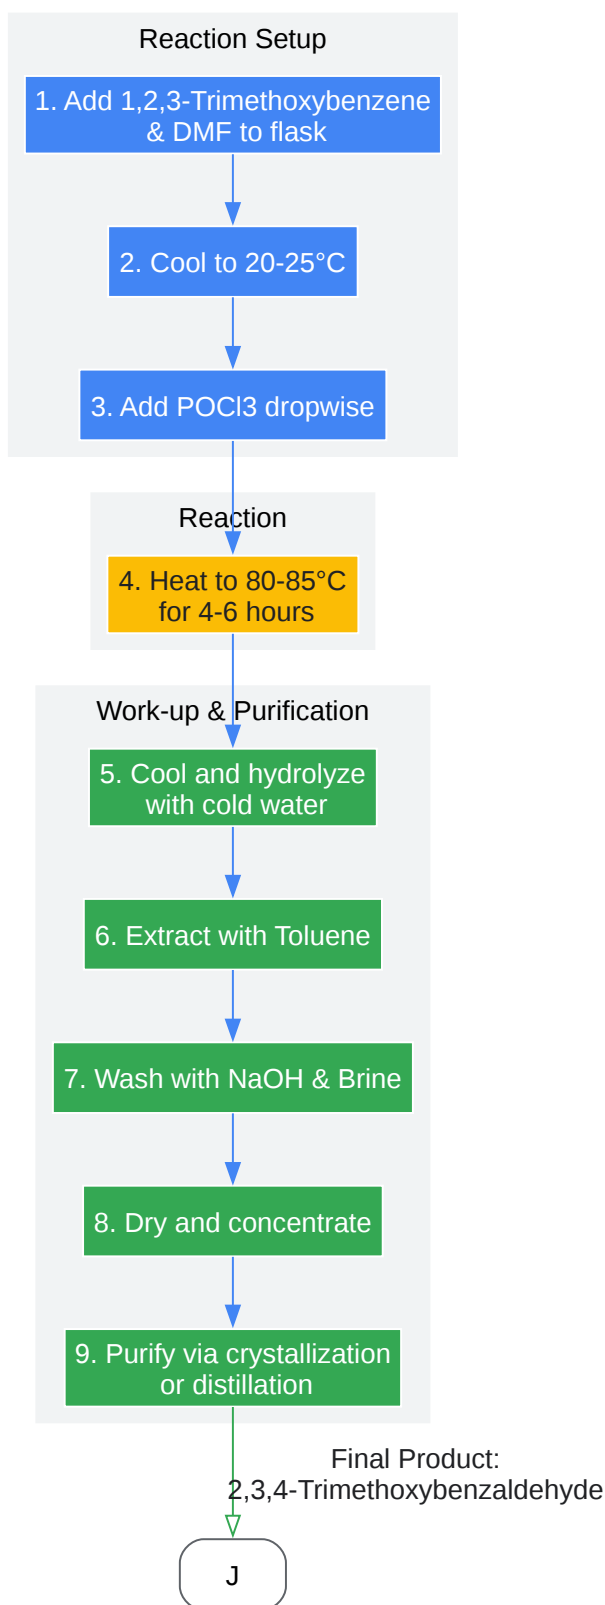 Reaction Setup
1. Add 1,2,3-Trimethoxybenzene
& DMF to flask
2. Cool to 20-25°C
3. Add POCl3 dropwise
Reaction
4. Heat to 80-85°C
for 4-6 hours
Work-up & Purification
5. Cool and hydrolyze
with cold water
6. Extract with Toluene
7. Wash with NaOH & Brine
8. Dry and concentrate
9. Purify via crystallization
or distillation
Final Product:
2,3,4-Trimethoxybenzaldehyde
J